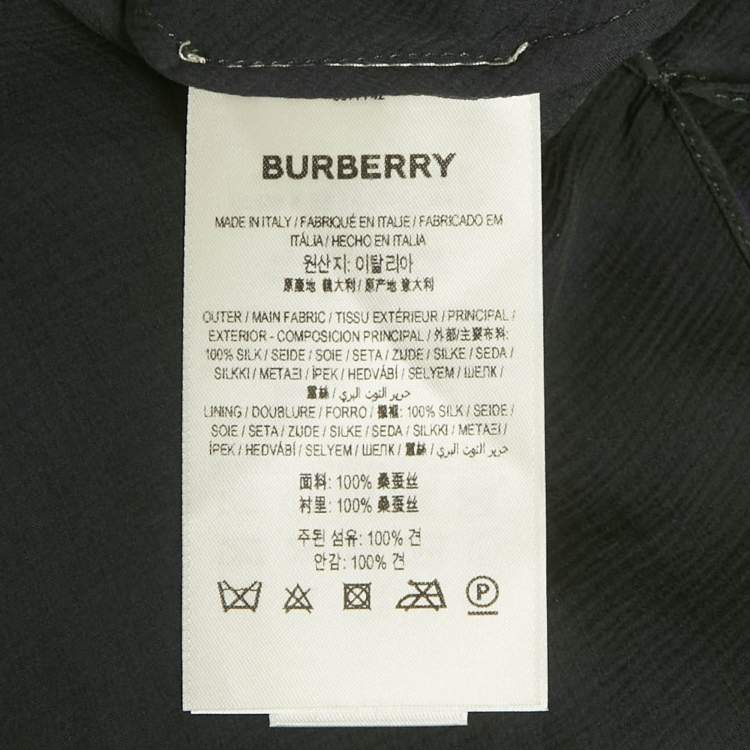 BURBERRY
MADE IN ITALY / FABRIQUÉ EN ITALIE / FABRICADO EM
ITÁLIA / HECHO EN ITALIA
원산지: 이탈리아
原產地 義大利 / 原产地 意大利
OUTER / MAIN FABRIC / TISSU EXTÉRIEUR / PRINCIPAL /
EXTERIOR - COMPOSICION PRINCIPAL / 外部/主要布料:
100% SILK / SEIDE / SOIE / SETA / ZIJDE / SILKE / SEDA /
SILKKI / ΜΕΤΑΞΙ / İPEK / HEDVÁBÍ / SELYEM / ШЕЛК /
蠶絲 / حرير التوت البري /
LINING / DOUBLURE / FORRO / 襯裡: 100% SILK / SEIDE /
SOIE / SETA / ZIJDE / SILKE / SEDA / SILKKI / ΜΕΤΑΞΙ /
İPEK / HEDVÁBÍ / SELYEM / ШЕЛК / 蠶絲 / حرير التوت البري /
面料: 100% 桑蚕丝
衬里: 100% 桑蚕丝
주된 섬유: 100% 견
안감: 100% 견
P